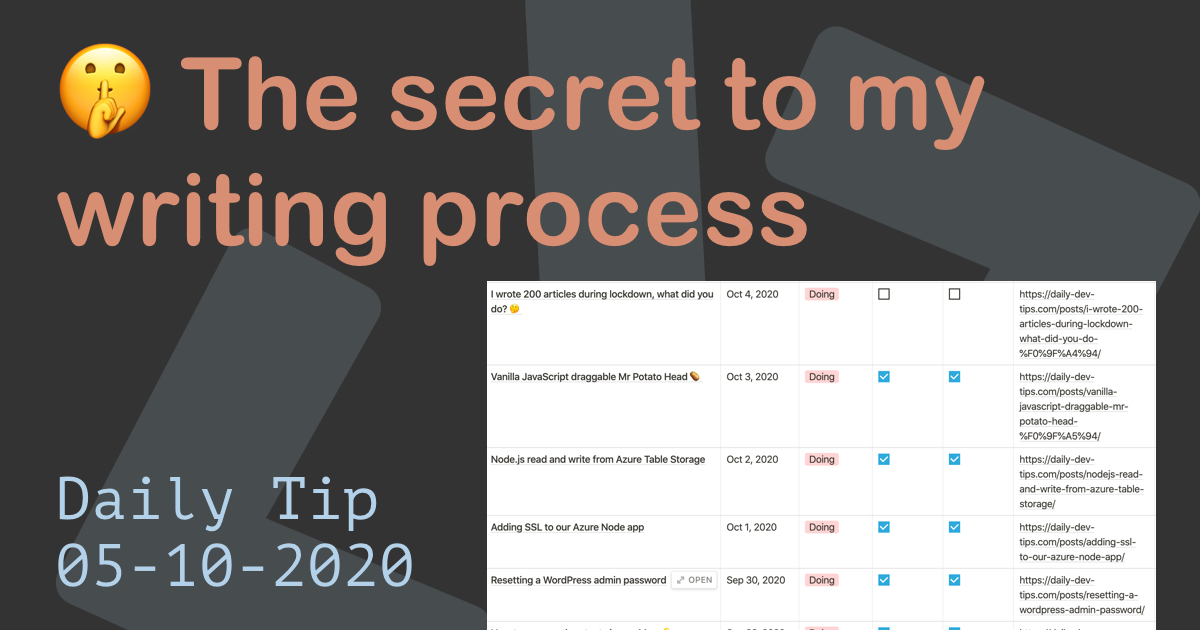 🤫 The secret to my
writing process
I wrote 200 articles during lockdown, what did you
do? 🤔
Oct 4, 2020
Doing
https://daily-dev-
tips.com/posts/i-wrote-200-
articles-during-lockdown-
what-did-you-do-
%F0%9F%A4%94/
Vanilla JavaScript draggable Mr Potato Head 🥔
Oct 3, 2020
Doing
https://daily-dev-
tips.com/posts/vanilla-
javascript-draggable-mr-
potato-head-
%F0%9F%A5%94/
Node.js read and write from Azure Table Storage
Oct 2, 2020
Doing
https://daily-dev-
tips.com/posts/nodejs-read-
and-write-from-azure-table-
storage/
Adding SSL to our Azure Node app
Oct 1, 2020
Doing
https://daily-dev-
tips.com/posts/adding-ssl-
to-our-azure-node-app/
Resetting a WordPress admin password
OPEN
Sep 30, 2020
Doing
https://daily-dev-
tips.com/posts/resetting-a-
wordpress-admin-password/
Daily Tip
05-10-2020